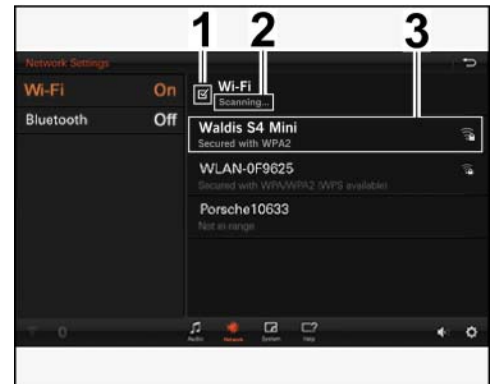 1 2 3
Network Settings
Wi-Fi On
Bluetooth Off
Wi-Fi
Scanning...
Waldis S4 Mini
Secured with WPA2
WLAN-0F9625
Secured with WPA/WPA2 (WPS available)
Porsche10633
Not in range
0
Audio Network System Help